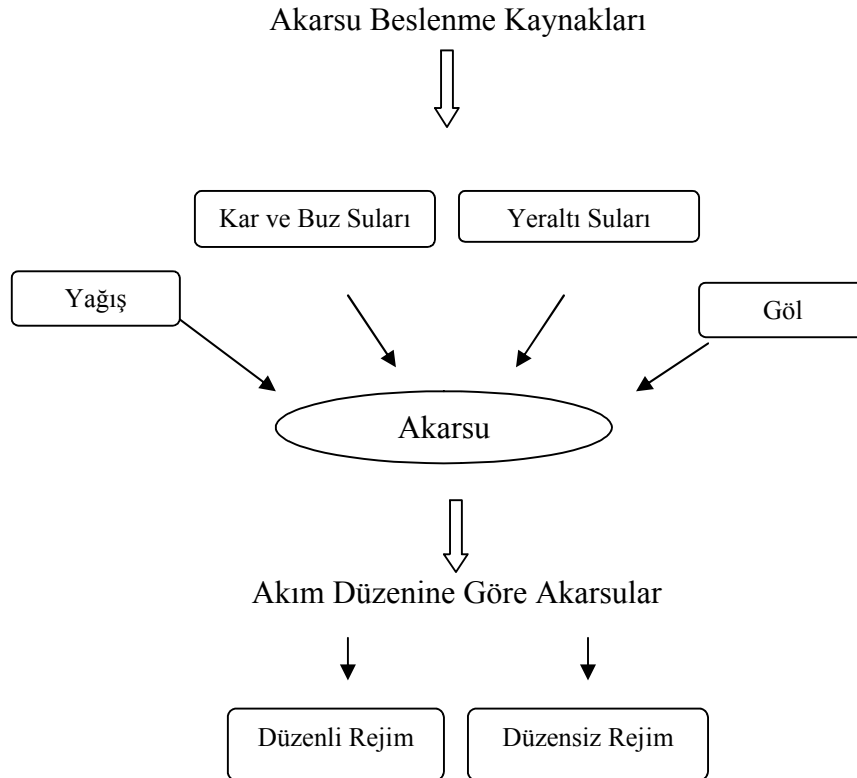 Akarsu Beslenme Kaynakları
Kar ve Buz Suları
Yeraltı Suları
Yağış
Göl
Akarsu
Akım Düzenine Göre Akarsular
Düzenli Rejim
Düzensiz Rejim